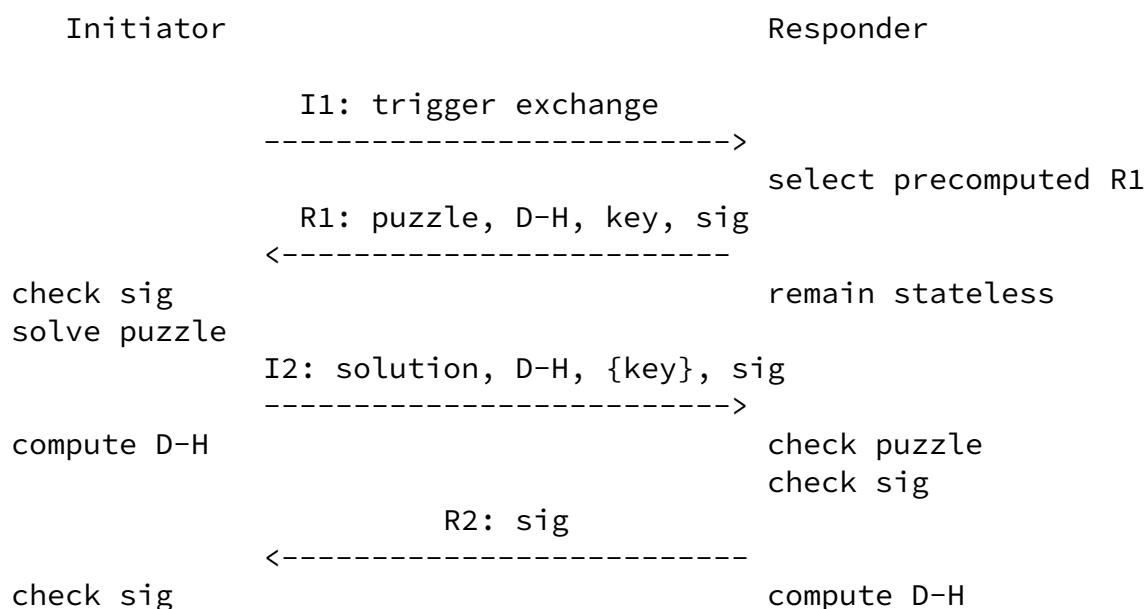 Initiator Responder
I1: trigger exchange
-------------------------->
select precomputed R1
R1: puzzle, D-H, key, sig
<-------------------------
check sig remain stateless
solve puzzle
I2: solution, D-H, {key}, sig
-------------------------->
compute D-H check puzzle
check sig
R2: sig
<--------------------------
check sig compute D-H